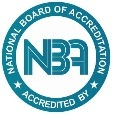 NATIONAL BOARD OF ACCREDITATION
NBA
ACCREDITED BY